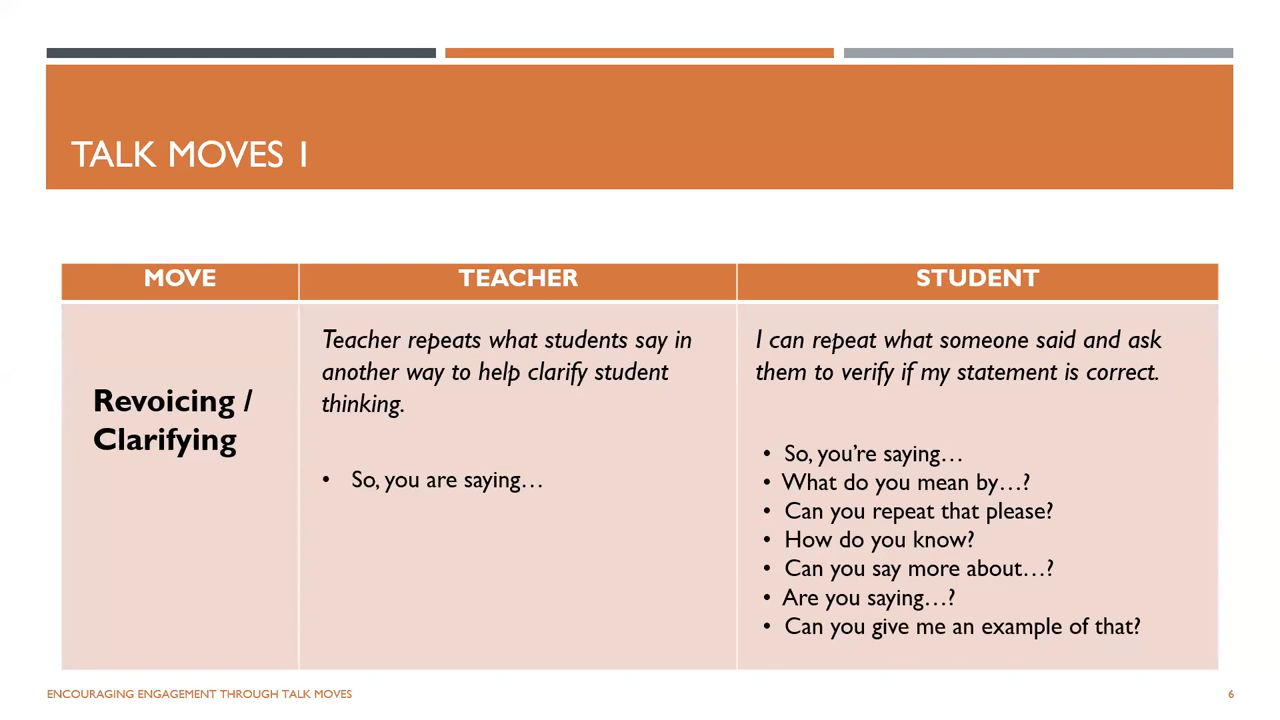 TALK MOVES 1
MOVE
TEACHER
STUDENT
Revoicing /
Clarifying
Teacher repeats what students say in
another way to help clarify student
thinking.
• So, you are saying…
I can repeat what someone said and ask
them to verify if my statement is correct.
• So, you’re saying…
• What do you mean by…?
• Can you repeat that please?
• How do you know?
• Can you say more about…?
• Are you saying…?
• Can you give me an example of that?
ENCOURAGING ENGAGEMENT THROUGH TALK MOVES
6